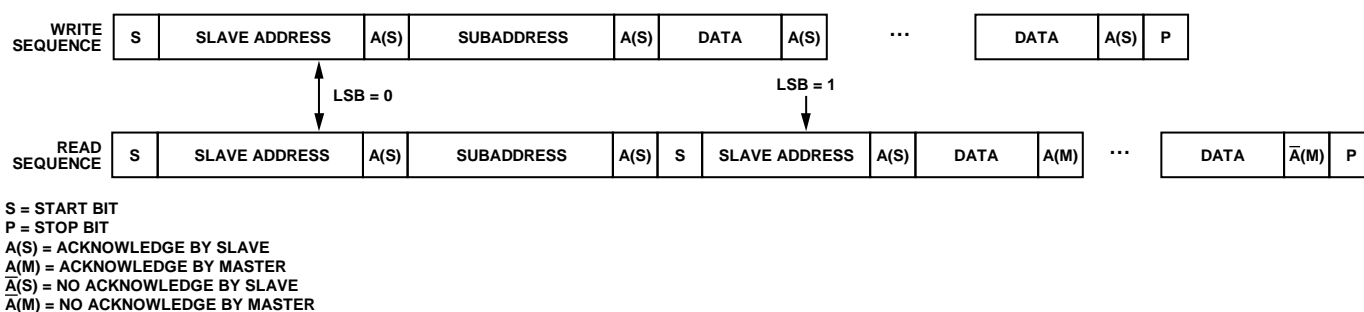 WRITE SEQUENCE S SLAVE ADDRESS A(S) SUBADDRESS A(S) DATA A(S) ... DATA A(S) P
LSB = 0 LSB = 1
READ SEQUENCE S SLAVE ADDRESS A(S) SUBADDRESS A(S) S SLAVE ADDRESS A(S) DATA A(M) ... DATA A̅(M) P
S = START BIT
P = STOP BIT
A(S) = ACKNOWLEDGE BY SLAVE
A(M) = ACKNOWLEDGE BY MASTER
A̅(S) = NO ACKNOWLEDGE BY SLAVE
A̅(M) = NO ACKNOWLEDGE BY MASTER